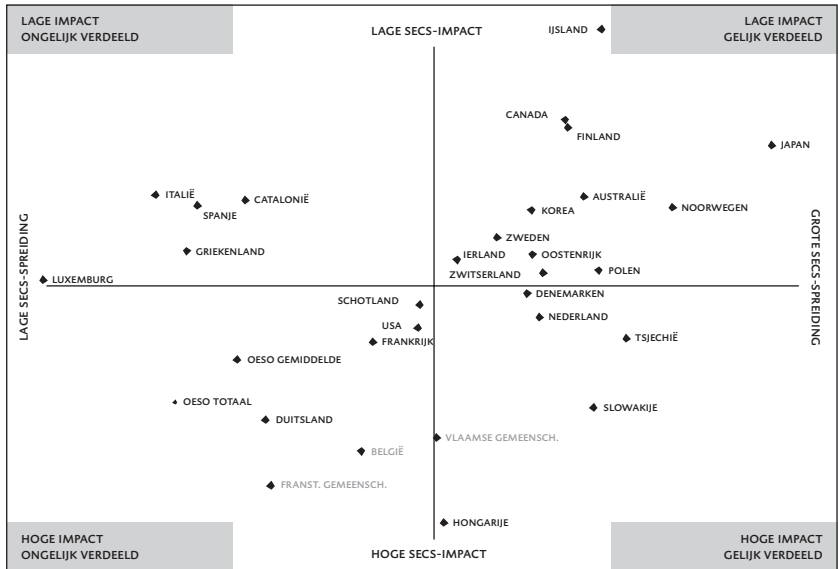 LAGE IMPACT
ONGELIJK VERDEELD
LAGE SECS-IMPACT
IJSLAND
LAGE IMPACT
GELIJK VERDEELD
CANADA
FINLAND
JAPAN
ITALIË
SPANJE
CATALONIË
AUSTRALIË
KOREA
NOORWEGEN
ZWEDEN
GRIEKENLAND
IERLAND
OOSTENRIJK
ZWITSERLAND
POLEN
LUXEMBURG
LAGE SECS-SPREIDING
GROTE SECS-SPREIDING
DENEMARKEN
SCHOTLAND
NEDERLAND
USA
FRANKRIJK
TSJECHIË
OESO GEMIDDELDE
OESO TOTAAL
SLOWAKIJE
DUITSLAND
VLAAMSE GEMEENSCH.
BELGIË
FRANST. GEMEENSCH.
HONGARIJE
HOGE IMPACT
ONGELIJK VERDEELD
HOGE SECS-IMPACT
HOGE IMPACT
GELIJK VERDEELD